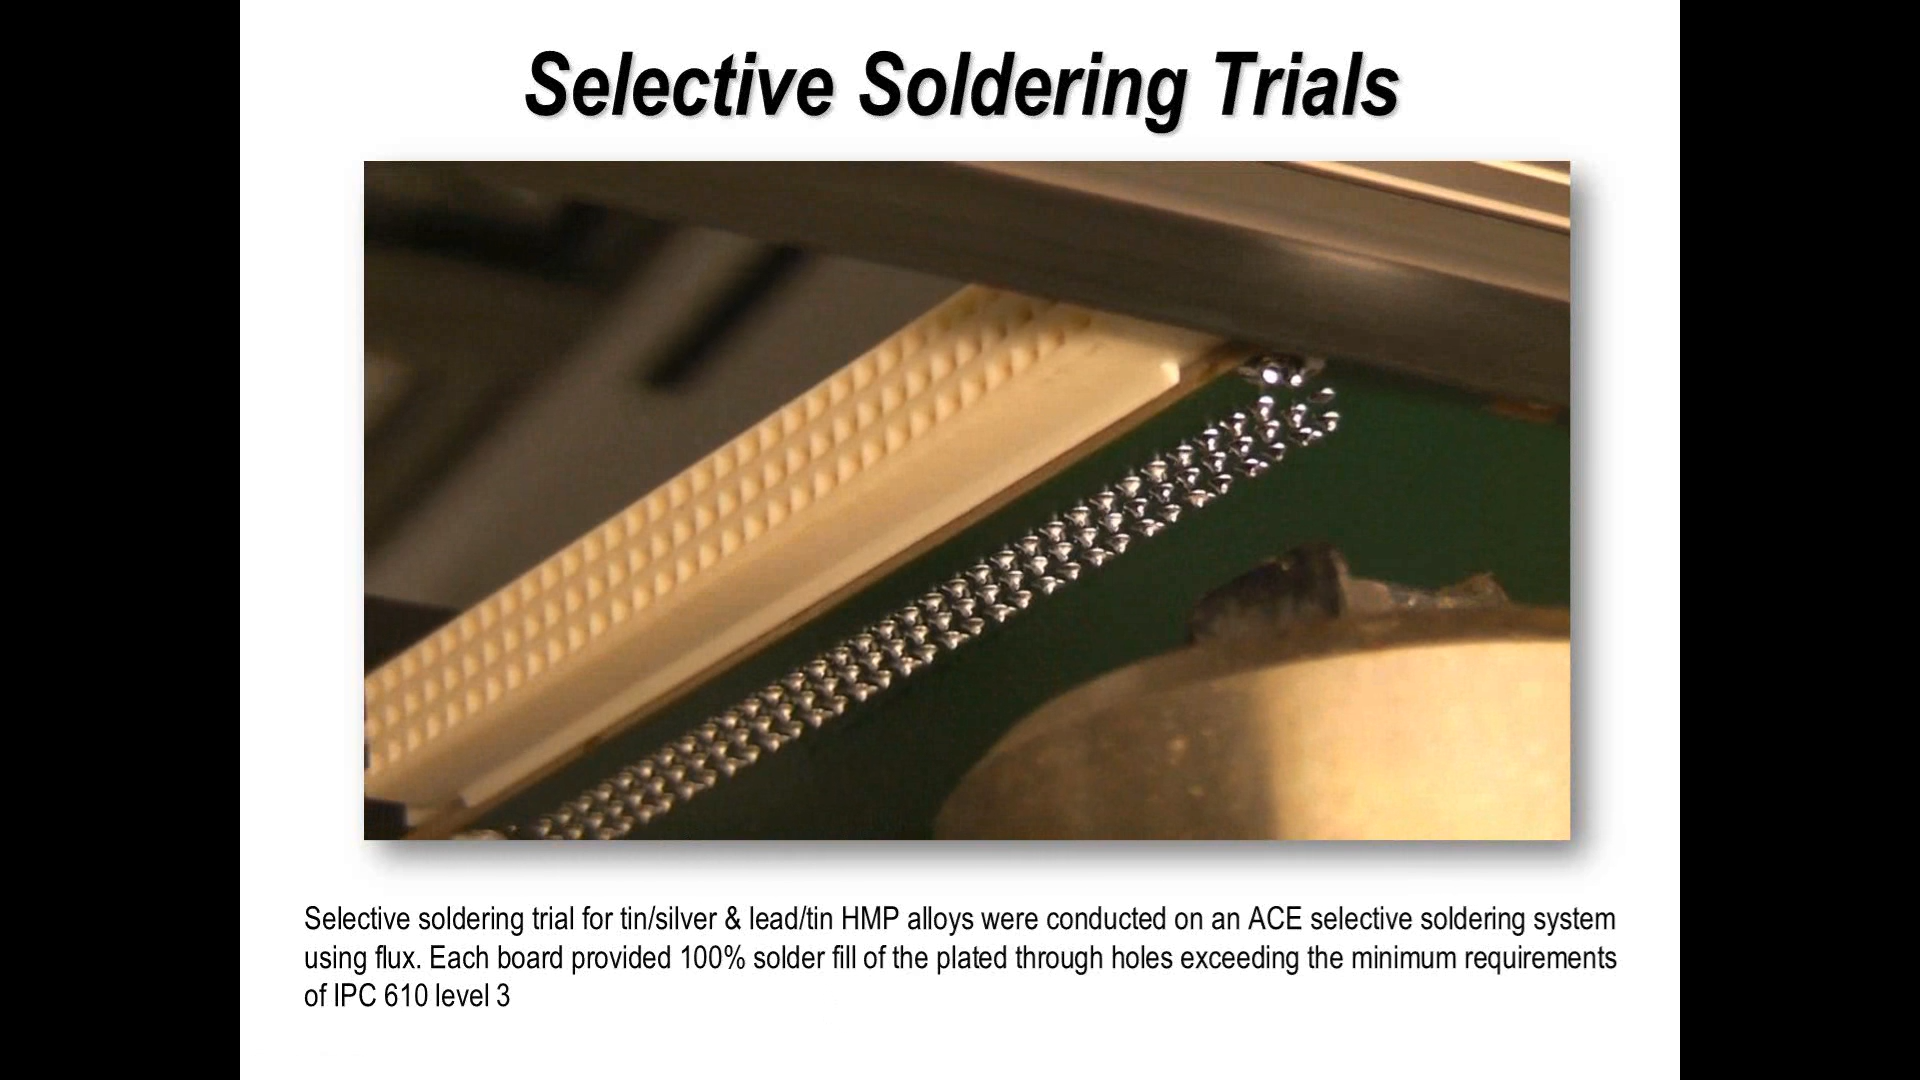 Selective Soldering Trials
Selective soldering trial for tin/silver & lead/tin HMP alloys were conducted on an ACE selective soldering system
using flux. Each board provided 100% solder fill of the plated through holes exceeding the minimum requirements
of IPC 610 level 3